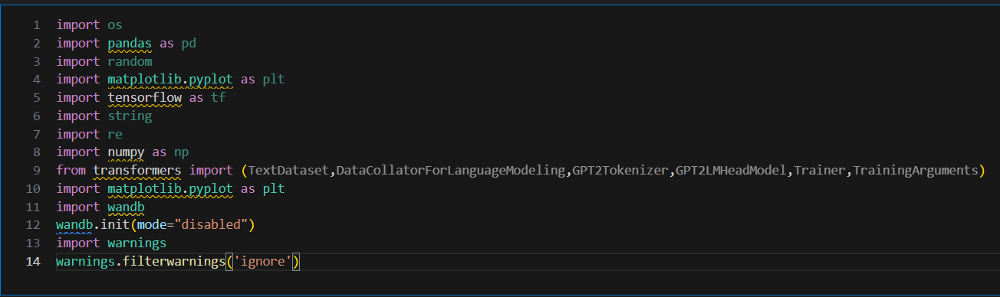 1 import os
2 import pandas as pd
3 import random
4 import matplotlib.pyplot as plt
5 import tensorflow as tf
6 import string
7 import re
8 import numpy as np
9 from transformers import (TextDataset,DataCollatorForLanguageModeling,GPT2Tokenizer,GPT2LMHeadModel,Trainer,TrainingArguments)
10 import matplotlib.pyplot as plt
11 import wandb
12 wandb.init(mode="disabled")
13 import warnings
14 warnings.filterwarnings('ignore')